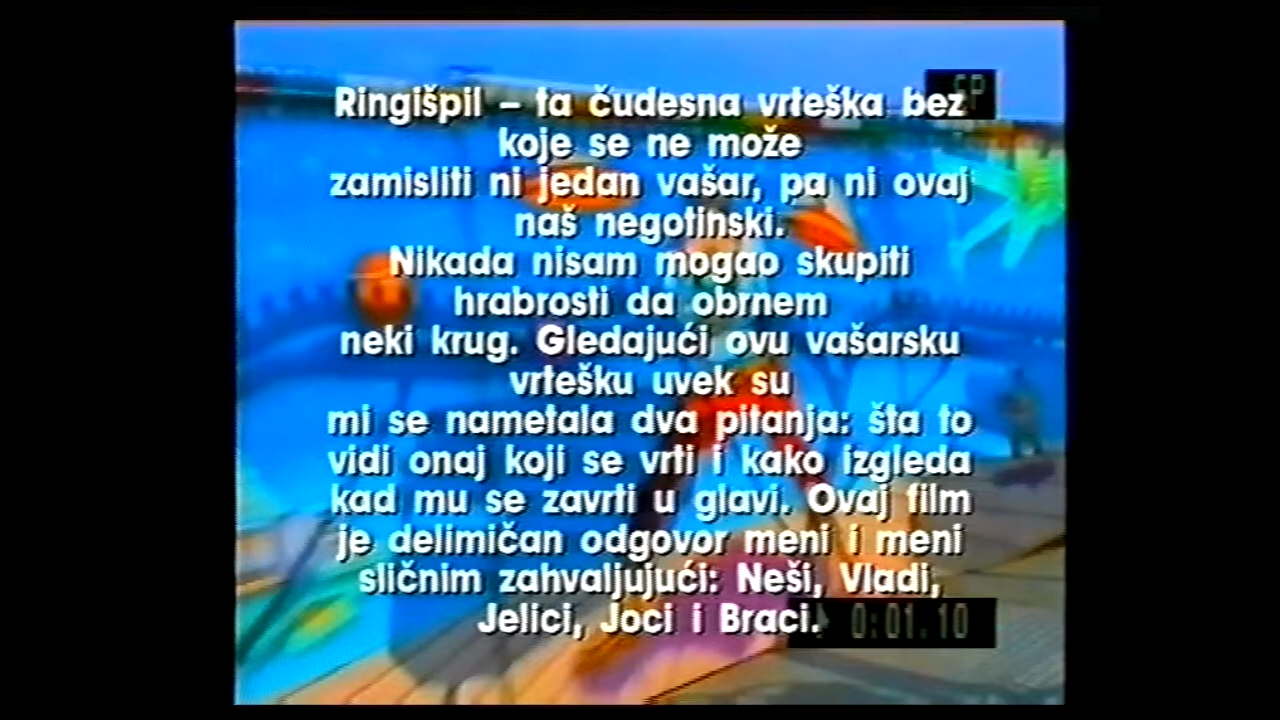 SP
Ringišpil – ta čudesna vrteška bez
koje se ne može
zamisliti ni jedan vašar, pa ni ovaj
naš negotinski.
Nikada nisam mogao skupiti
hrabrosti da obrnem
neki krug. Gledajući ovu vašarsku
vrtešku uvek su
mi se nametala dva pitanja: šta to
vidi onaj koji se vrti i kako izgleda
kad mu se zavrti u glavi. Ovaj film
je delimičan odgovor meni i meni
sličnim zahvaljujući: Neši, Vladi,
Jelici, Joci i Braci.
0:01.10